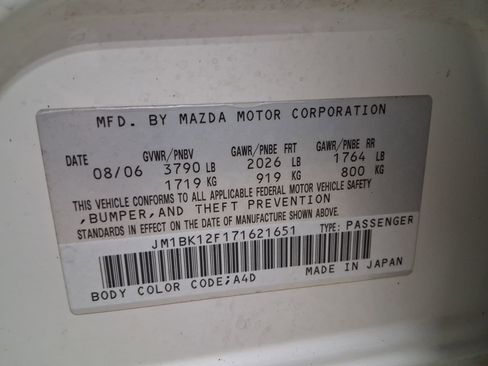 MFD. BY MAZDA MOTOR CORPORATION
DATE GVWR/PNBV GAWR/PNBE FRT GAWR/PNBE RR
08/06 3790 LB 2026 LB 1764 LB
1719 KG 919 KG 800 KG
THIS VEHICLE CONFORMS TO ALL APPLICABLE FEDERAL MOTOR VEHICLE SAFETY
,BUMPER,AND THEFT PREVENTION
STANDARDS IN EFFECT ON THE DATE OF MANUFACTURE SHOWN ABOVE.
JM1BK12F171621651 TYPE: PASSENGER
BODY COLOR CODE;A4D MADE IN JAPAN